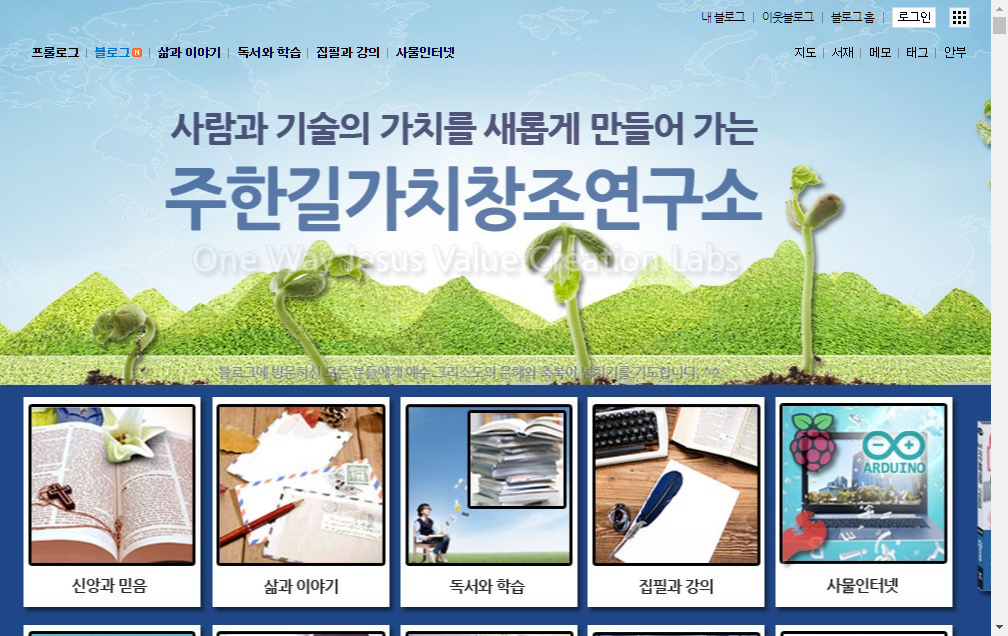 내 블로그 이웃블로그 블로그 홈 로그인
프롤로그 블로그 N 삶과 이야기 독서와 학습 집필과 강의 사물인터넷
지도 서재 메모 태그 안부
사람과 기술의 가치를 새롭게 만들어 가는
주한길가치창조연구소
One Way Jesus Value Creation Labs
블로그에 방문하신 모든 분들에게 예수 그리스도의 은혜와 축복이 넘치기를 기도합니다. ^^
ARDUINO
신앙과 믿음
삶과 이야기
독서와 학습
집필과 강의
사물인터넷